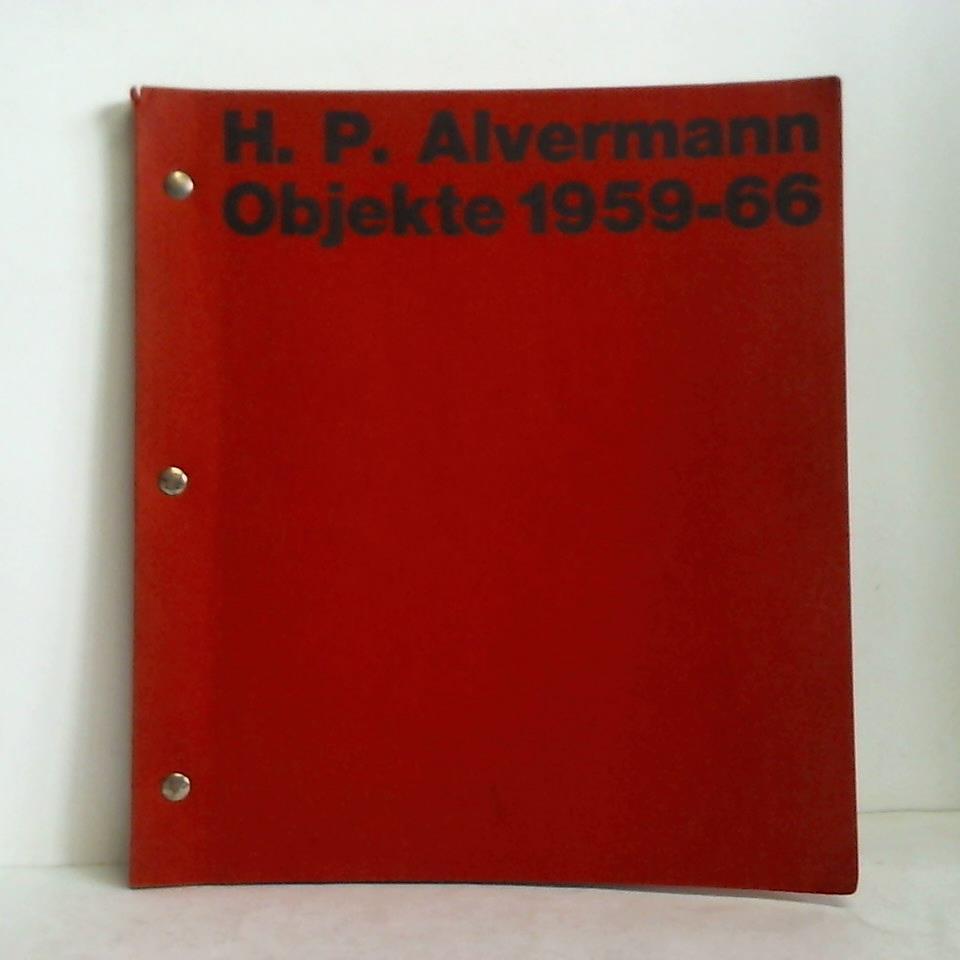 H. P. Alvermann
Objekte 1959-66